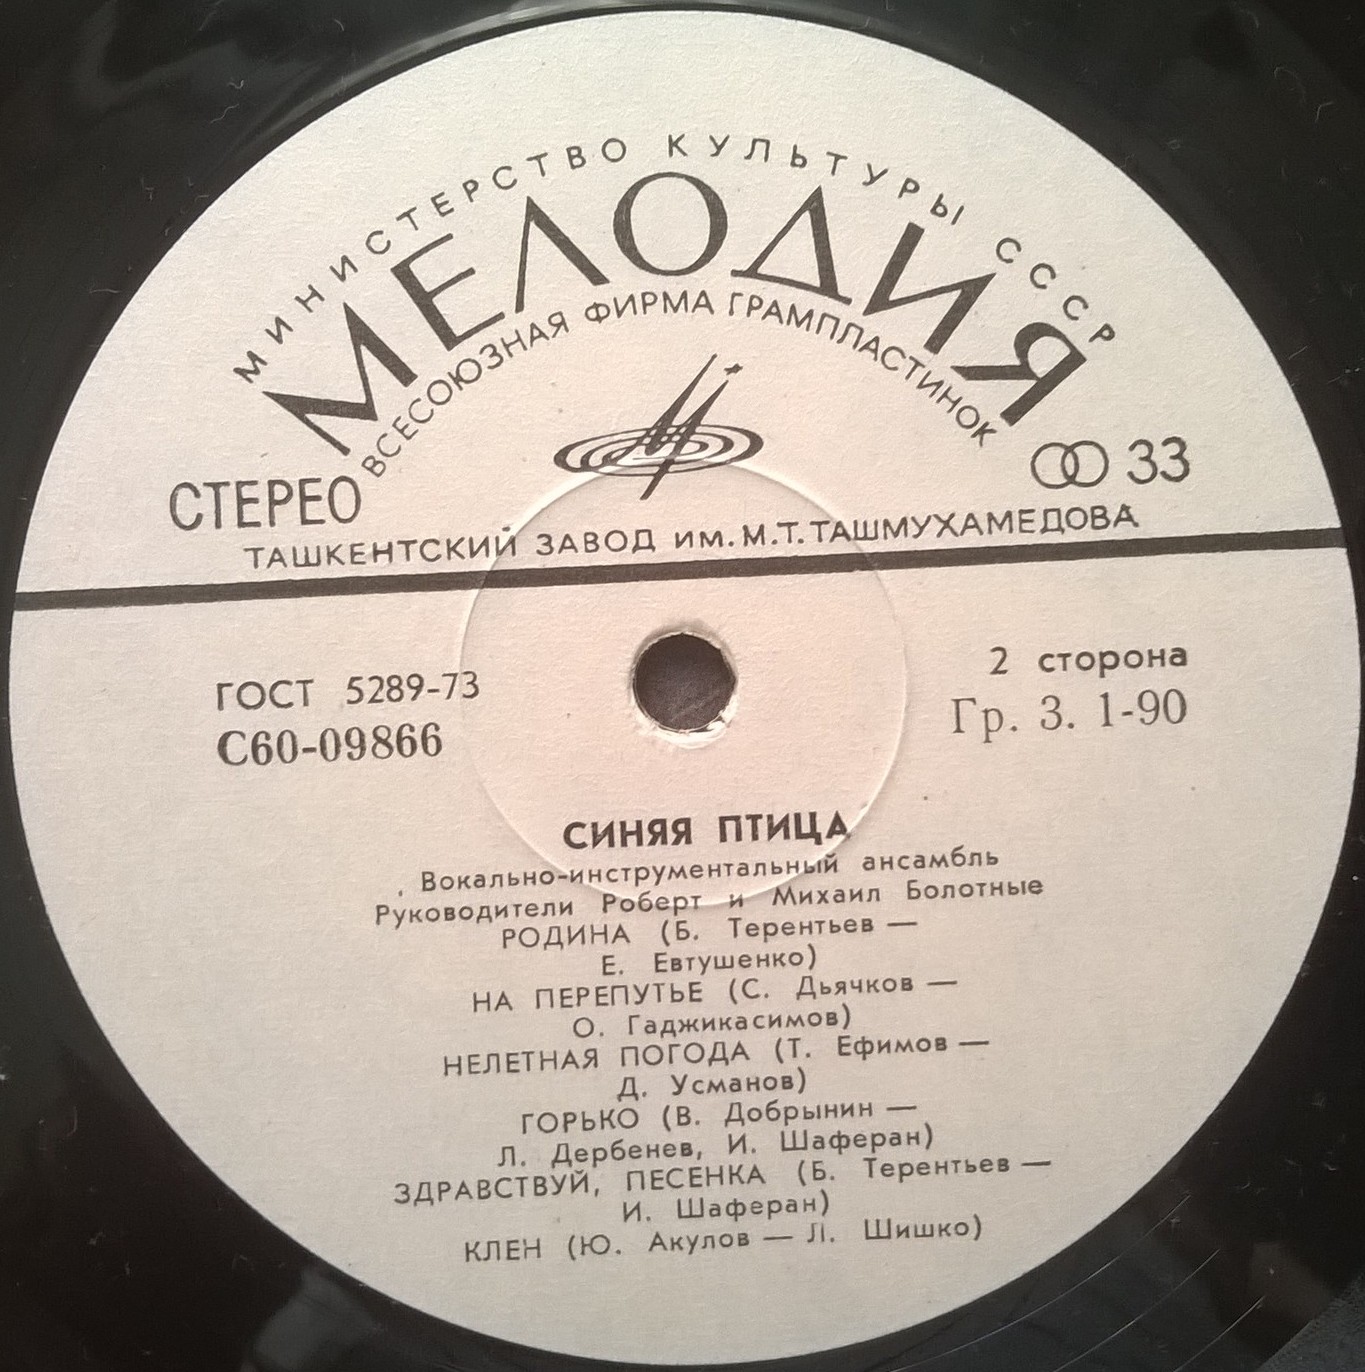 МИНИСТЕРСТВО КУЛЬТУРЫ СССР
МЕЛОДИЯ
ВСЕСОЮЗНАЯ ФИРМА ГРАМПЛАСТИНОК
СТЕРЕО
33
ТАШКЕНТСКИЙ ЗАВОД им. М.Т. ТАШМУХАМЕДОВА
ГОСТ 5289-73
2 сторона
С60-09866
Гр. 3. 1-90
СИНЯЯ ПТИЦА
Вокально-инструментальный ансамбль
Руководители Роберт и Михаил Болотные
РОДИНА (Б. Терентьев —
Е. Евтушенко)
НА ПЕРЕПУТЬЕ (С. Дьячков —
О. Гаджикасимов)
НЕЛЕТНАЯ ПОГОДА (Т. Ефимов —
Д. Усманов)
ГОРЬКО (В. Добрынин —
Л. Дербенев, И. Шаферан)
ЗДРАВСТВУЙ, ПЕСЕНКА (Б. Терентьев —
И. Шаферан)
КЛЕН (Ю. Акулов — Л. Шишко)